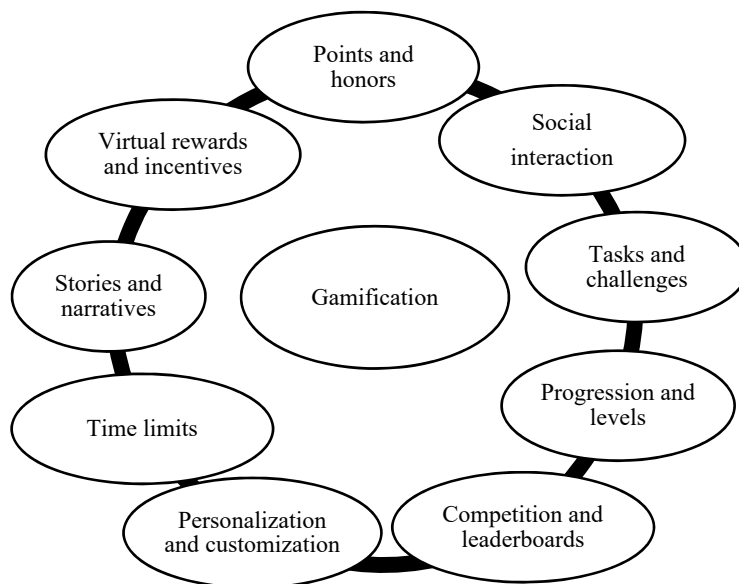 Points and
honors
Social
interaction
Tasks and
challenges
Progression and
levels
Competition and
leaderboards
Personalization
and customization
Time limits
Stories and
narratives
Virtual rewards
and incentives
Gamification